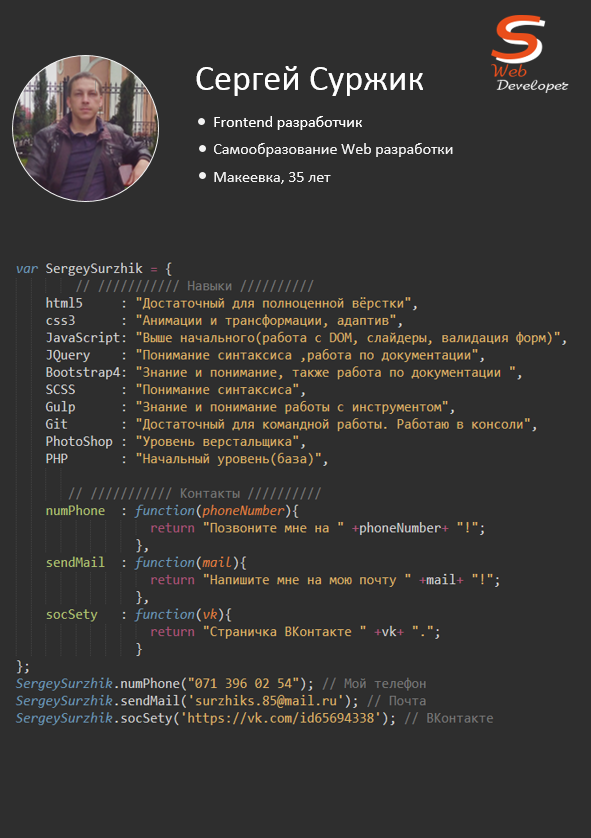 S
Web
Developer
Сергей Суржик
Frontend разработчик
Самообразование Web разработки
Макеевка, 35 лет
var SergeySurzhik = {
// /////////// Навыки //////////
html5 : "Достаточный для полноценной вёрстки",
css3 : "Анимации и трансформации, адаптив",
JavaScript: "Выше начального(работа с DOM, слайдеры, валидация форм)",
JQuery : "Понимание синтаксиса ,работа по документации",
Bootstrap4: "Знание и понимание, также работа по документации ",
SCSS : "Понимание синтаксиса",
Gulp : "Знание и понимание работы с инструментом",
Git : "Достаточный для командной работы. Работаю в консоли",
PhotoShop : "Уровень верстальщика",
PHP : "Начальный уровень(база)",
// /////////// Контакты //////////
numPhone : function(phoneNumber){
return "Позвоните мне на " +phoneNumber+ "!";
},
sendMail : function(mail){
return "Напишите мне на мою почту " +mail+ "!";
},
socSety : function(vk){
return "Страничка ВКонтакте " +vk+ ".";
}
};
SergeySurzhik.numPhone("071 396 02 54"); // Мой телефон
SergeySurzhik.sendMail('surzhiks.85@mail.ru'); // Почта
SergeySurzhik.socSety('https://vk.com/id65694338'); // ВКонтакте